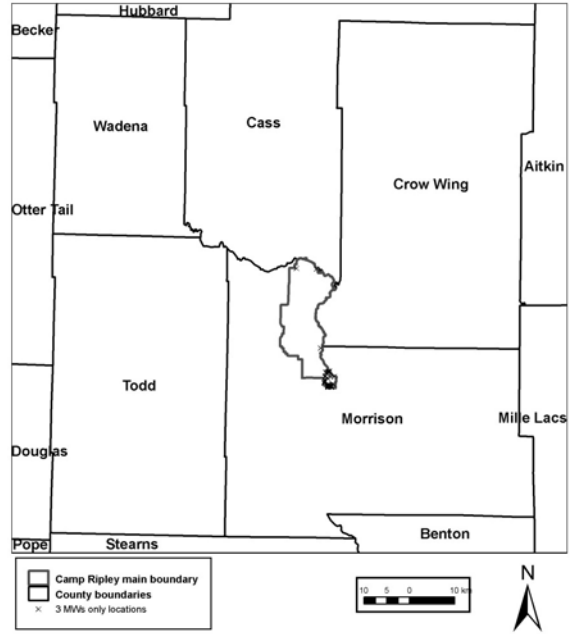 Hubbard
Becker
Wadena
Cass
Crow Wing
Aitkin
Otter Tail
Todd
Morrison
Mille Lacs
Douglas
Benton
Pope
Stearns
Camp Ripley main boundary
County boundaries
3 MWs only locations
10 5 0 10 km
N